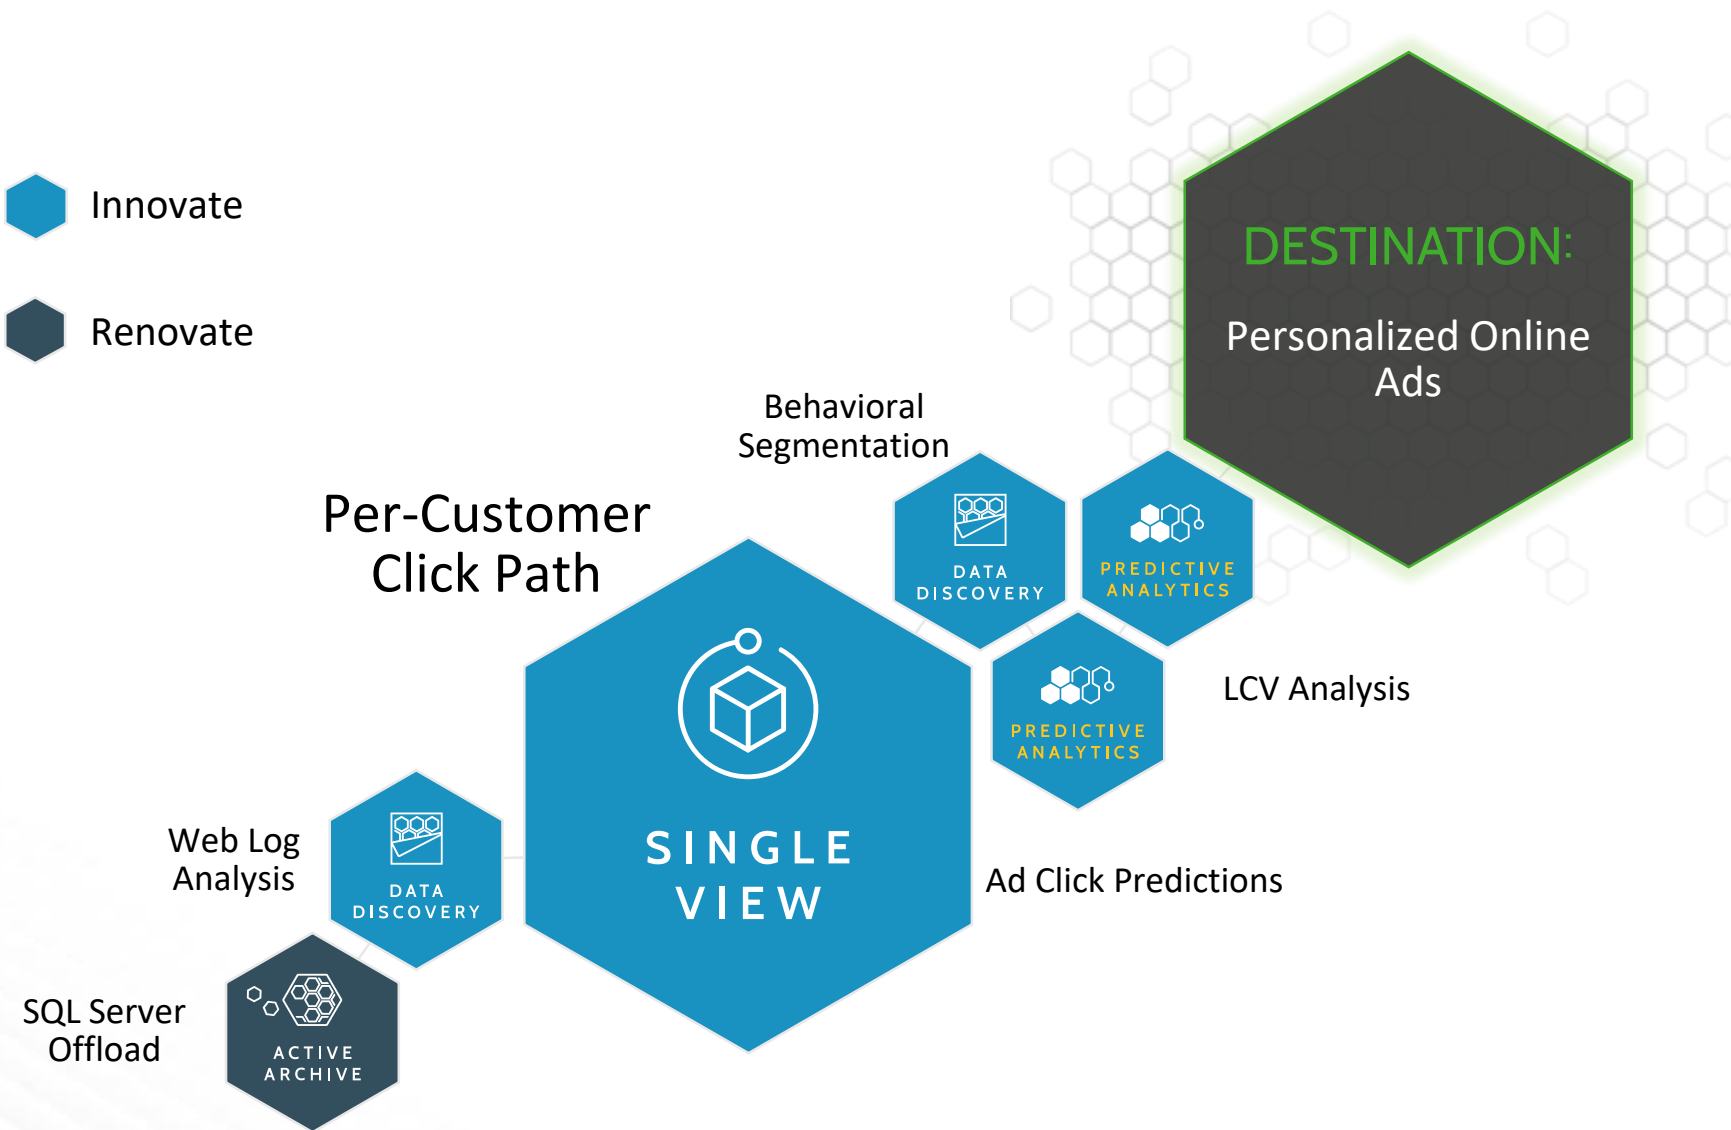 Innovate
Renovate
DESTINATION:
Personalized Online
Ads
Behavioral
Segmentation
DATA
DISCOVERY
PREDICTIVE
ANALYTICS
PREDICTIVE
ANALYTICS
LCV Analysis
Per-Customer
Click Path
SINGLE
VIEW
Ad Click Predictions
Web Log
Analysis
DATA
DISCOVERY
SQL Server
Offload
ACTIVE
ARCHIVE